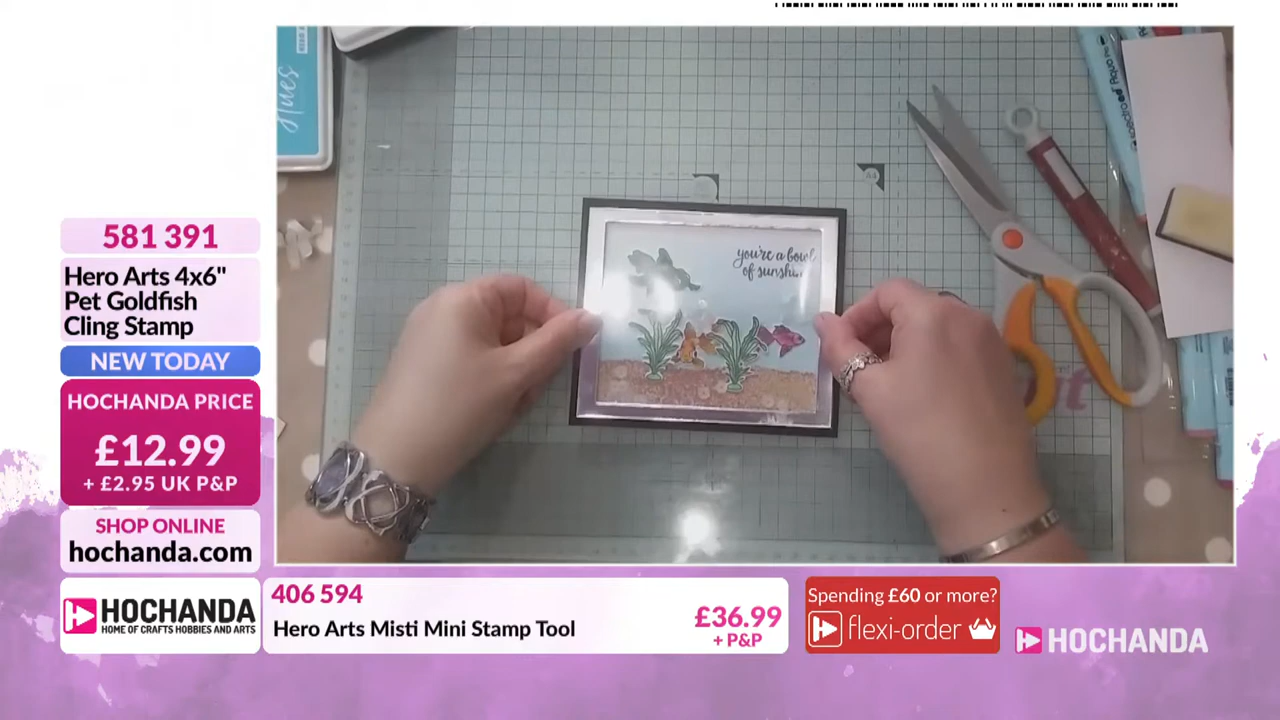 581 391
Hero Arts 4x6"
Pet Goldfish
Cling Stamp
NEW TODAY
HOCHANDA PRICE
£12.99
+ £2.95 UK P&P
SHOP ONLINE
hochanda.com
HOCHANDA
HOME OF CRAFTS HOBBIES AND ARTS
406 594
Hero Arts Misti Mini Stamp Tool
£36.99
+ P&P
Spending £60 or more?
flexi-order
HOCHANDA
Hues
you're a bowl
of
A4